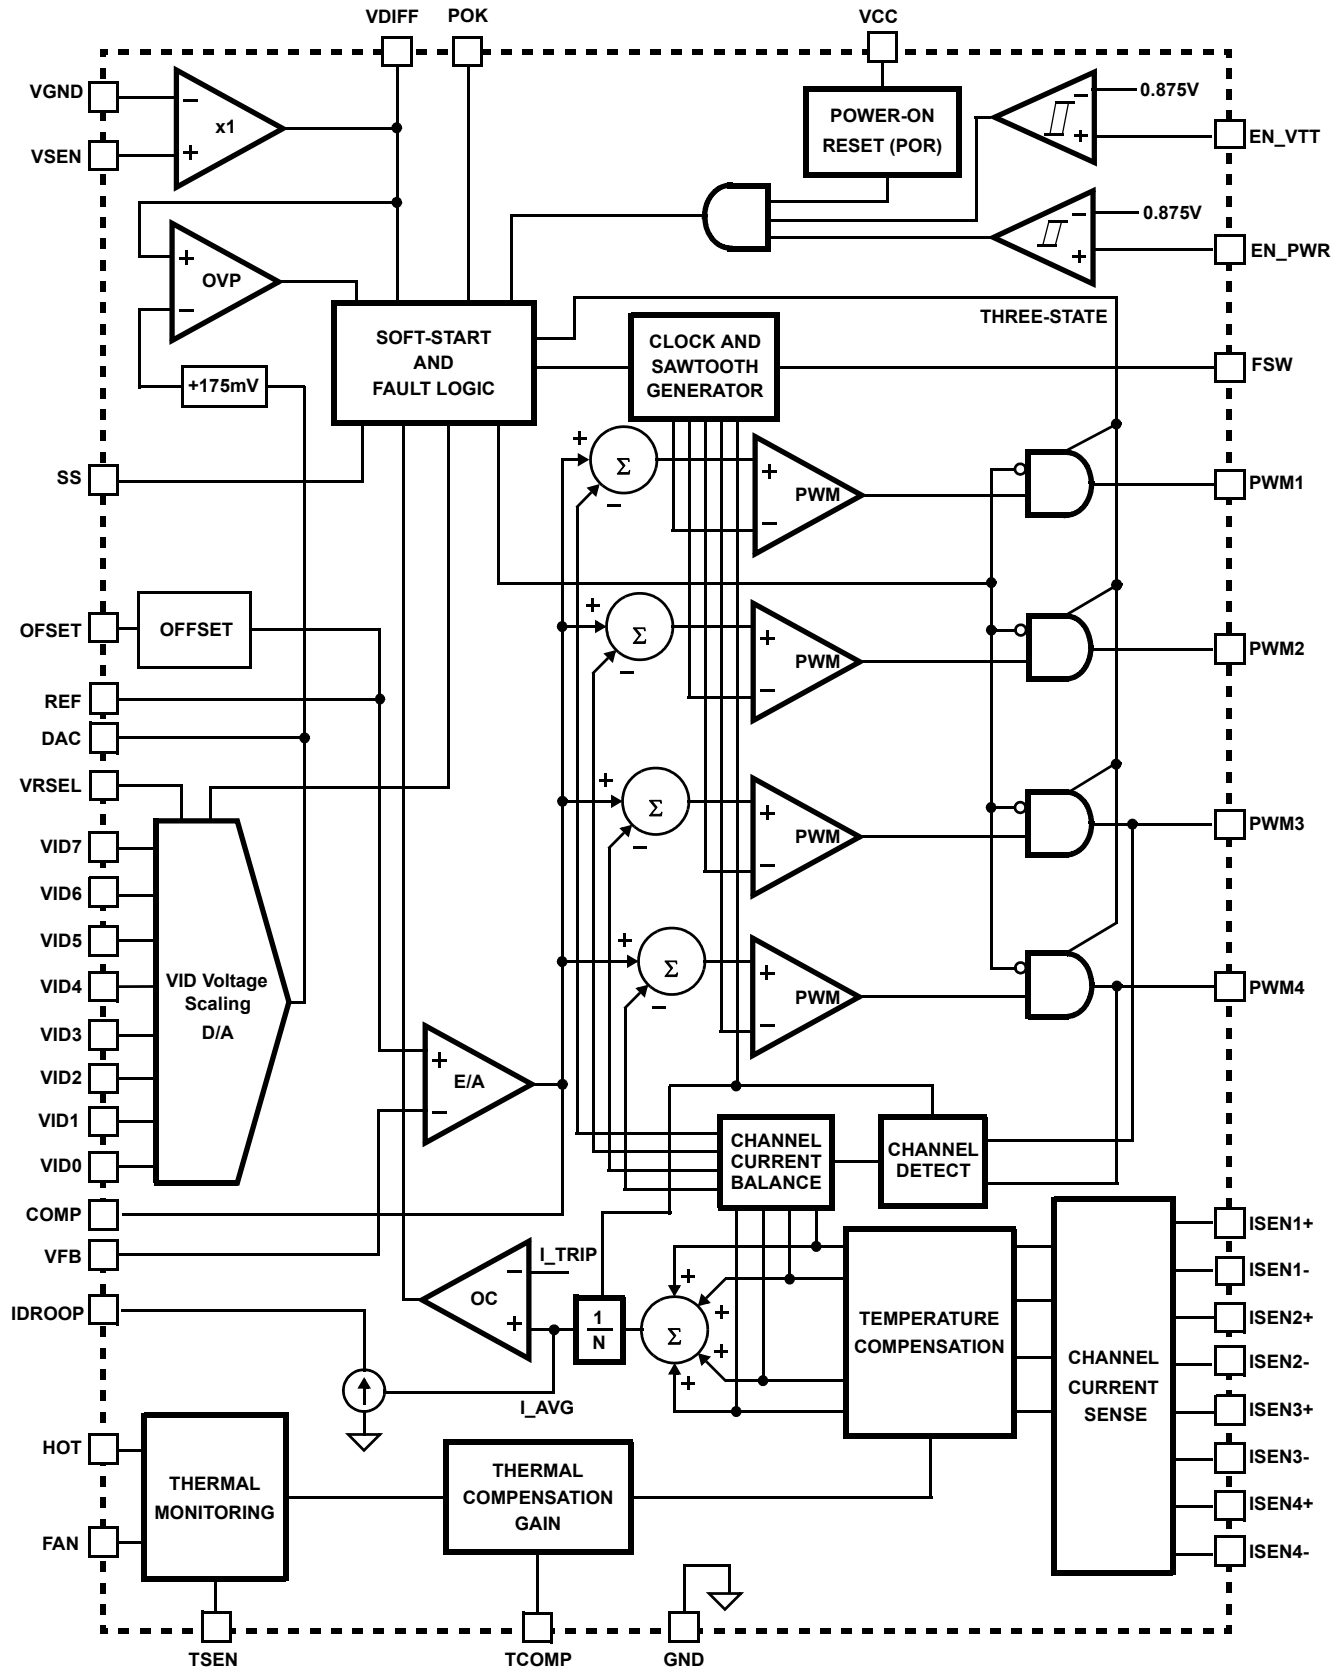 VDIFF POK VCC
VGND
VSEN
−
x1
+
POWER-ON
RESET (POR)
− 0.875V
+
EN_VTT
− 0.875V
+
EN_PWR
+
OVP
−
+175mV
SOFT-START
AND
FAULT LOGIC
CLOCK AND
SAWTOOTH
GENERATOR
THREE-STATE
FSW
SS
+
Σ
−
+
PWM
−
PWM1
OFSET
OFFSET
+
Σ
−
+
PWM
−
PWM2
REF
DAC
VRSEL
+
Σ
−
+
PWM
−
PWM3
VID7
VID6
VID5
VID4
VID3
VID2
VID1
VID0
VID Voltage
Scaling
D/A
+
Σ
−
+
PWM
−
PWM4
+
E/A
−
CHANNEL
CURRENT
BALANCE
CHANNEL
DETECT
COMP
VFB
IDROOP
I_TRIP
−
OC
+
1
N
I_AVG
+
+
Σ
+
+
TEMPERATURE
COMPENSATION
CHANNEL
CURRENT
SENSE
ISEN1+
ISEN1-
ISEN2+
ISEN2-
ISEN3+
ISEN3-
ISEN4+
ISEN4-
HOT
FAN
THERMAL
MONITORING
THERMAL
COMPENSATION
GAIN
TSEN TCOMP GND